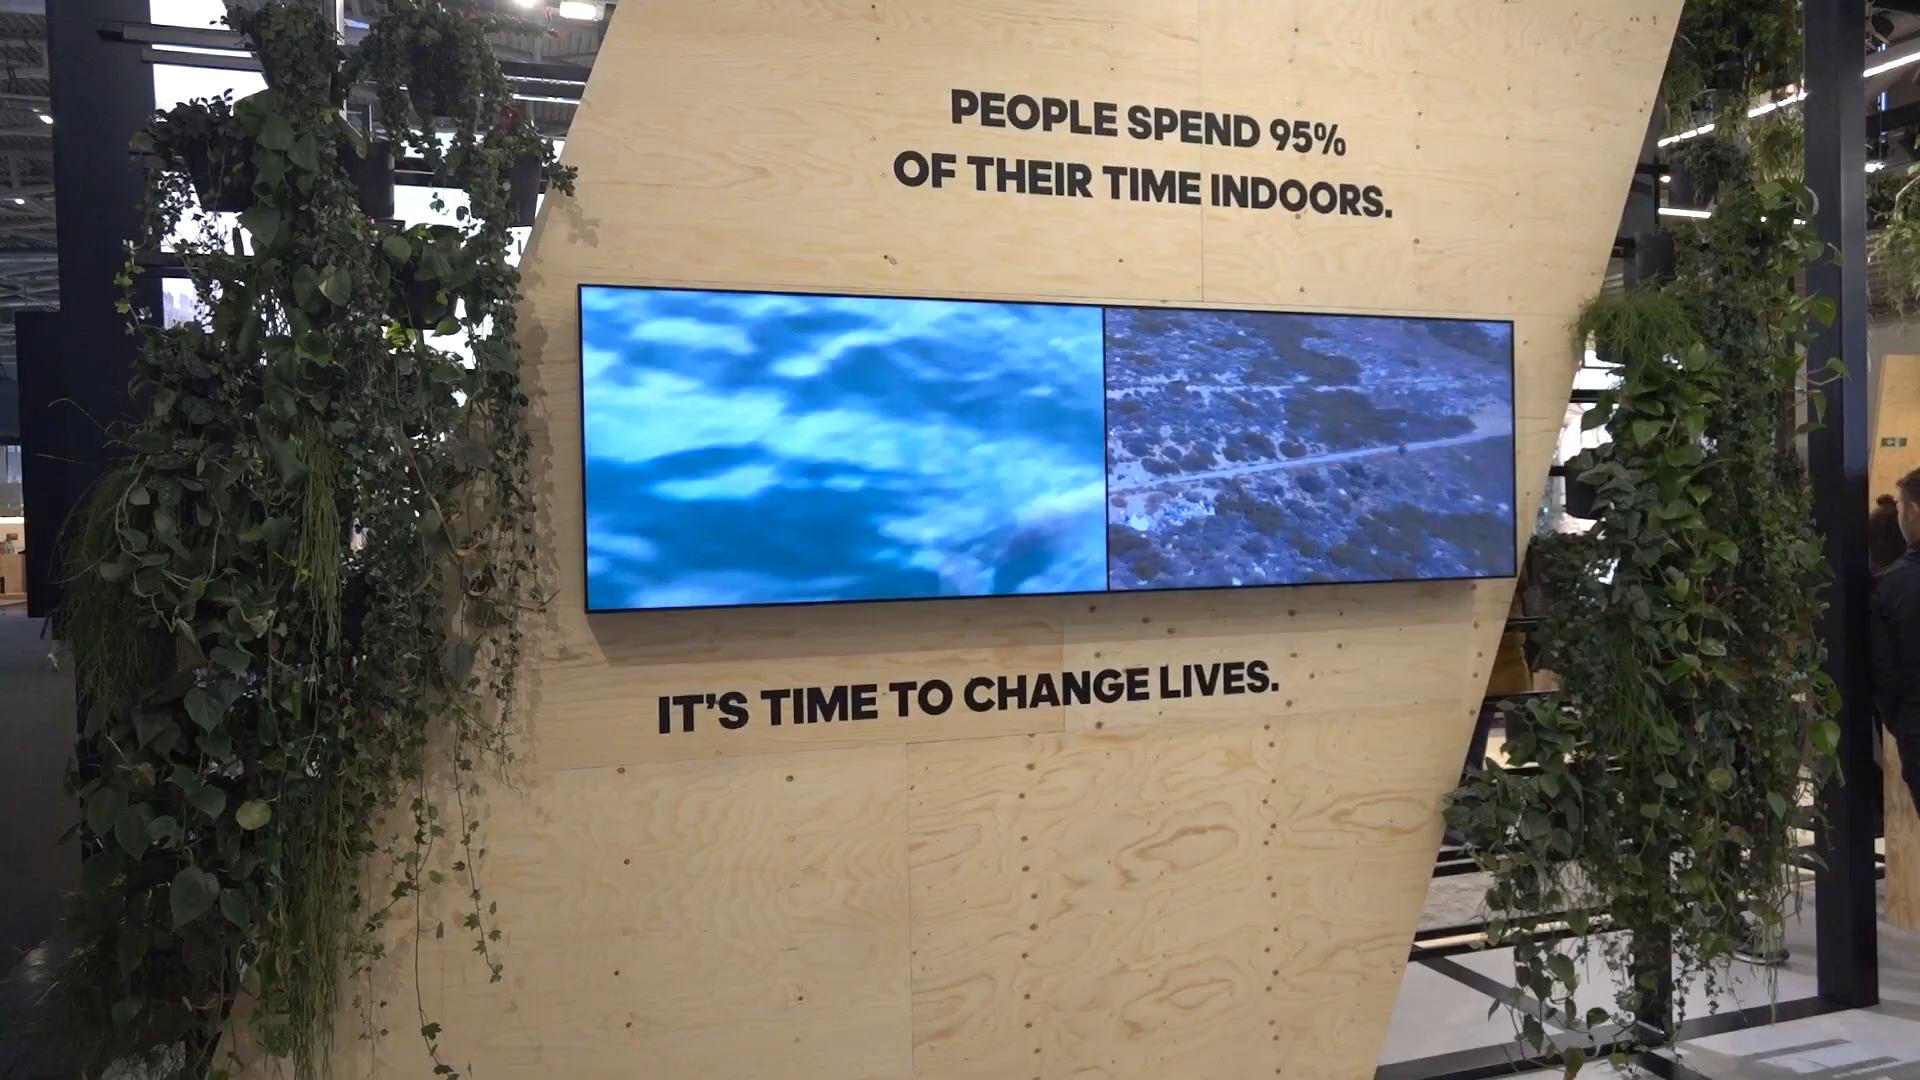 PEOPLE SPEND 95%
OF THEIR TIME INDOORS.
IT'S TIME TO CHANGE LIVES.